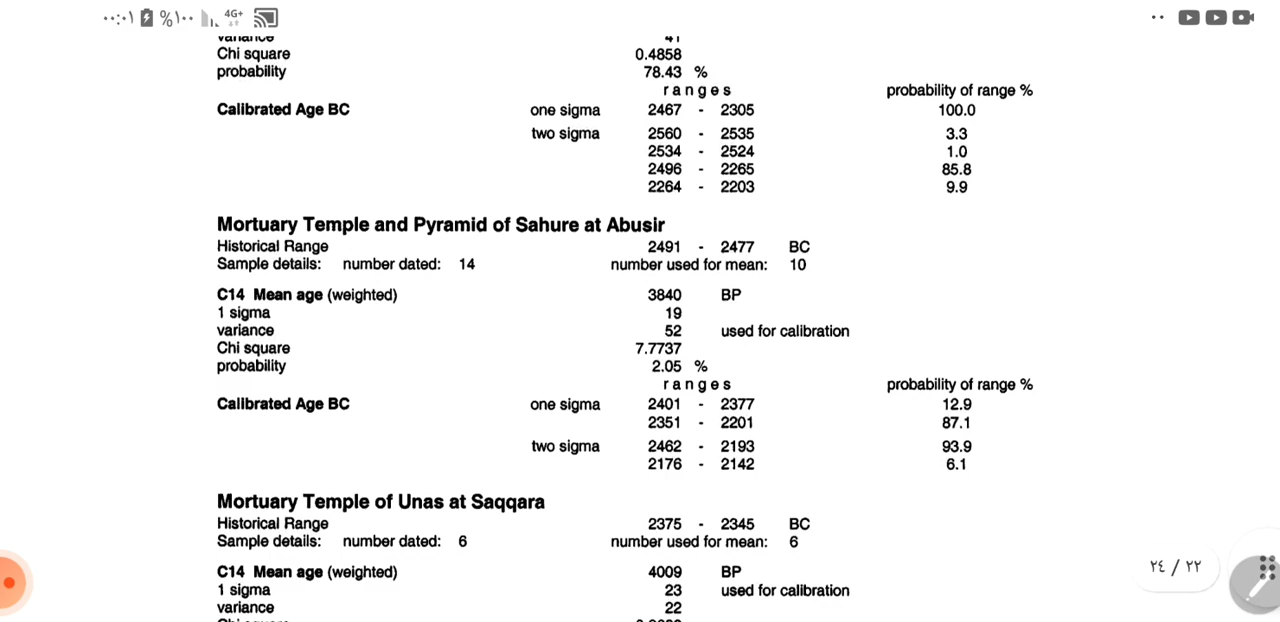 ٠٠:٠١ %١٠٠ 4G+
variance 41
Chi square 0.4858
probability 78.43 %
ranges probability of range %
Calibrated Age BC one sigma 2467 - 2305 100.0
two sigma 2560 - 2535 3.3
2534 - 2524 1.0
2496 - 2265 85.8
2264 - 2203 9.9
Mortuary Temple and Pyramid of Sahure at Abusir
Historical Range 2491 - 2477 BC
Sample details: number dated: 14 number used for mean: 10
C14 Mean age (weighted) 3840 BP
1 sigma 19
variance 52 used for calibration
Chi square 7.7737
probability 2.05 %
ranges probability of range %
Calibrated Age BC one sigma 2401 - 2377 12.9
2351 - 2201 87.1
two sigma 2462 - 2193 93.9
2176 - 2142 6.1
Mortuary Temple of Unas at Saqqara
Historical Range 2375 - 2345 BC
Sample details: number dated: 6 number used for mean: 6
٢٤ / ٢٢
C14 Mean age (weighted) 4009 BP
1 sigma 23 used for calibration
variance 22